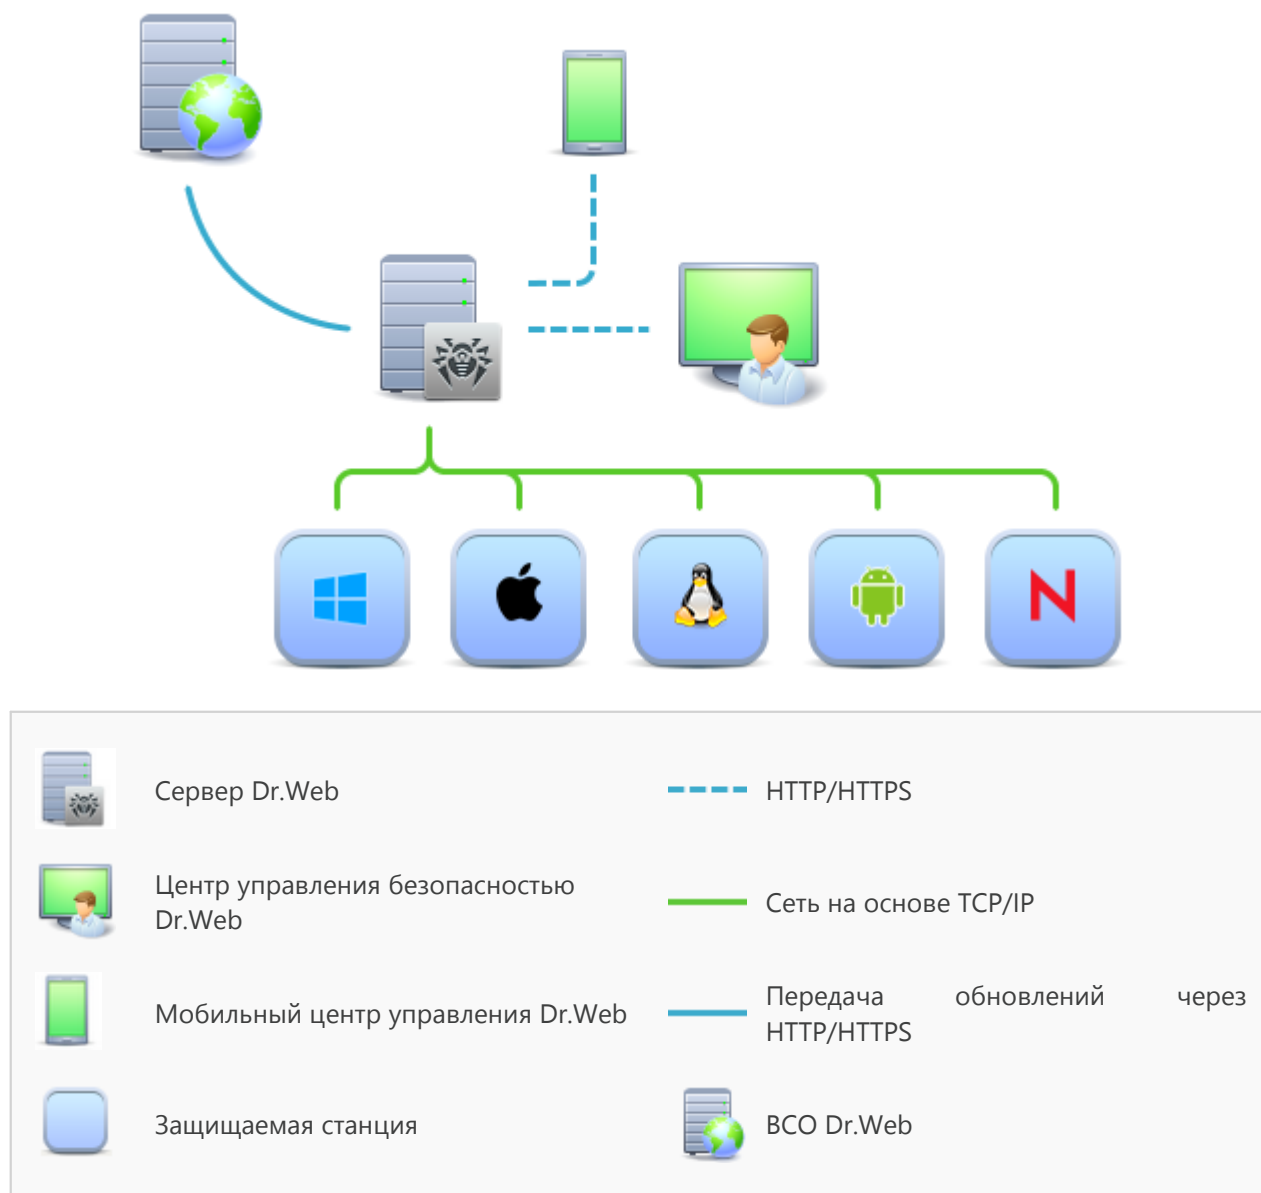 Сервер Dr.Web
HTTP/HTTPS
Центр управления безопасностью
Dr.Web
Сеть на основе TCP/IP
Мобильный центр управления Dr.Web
Передача обновлений через
HTTP/HTTPS
Защищаемая станция
ВСО Dr.Web